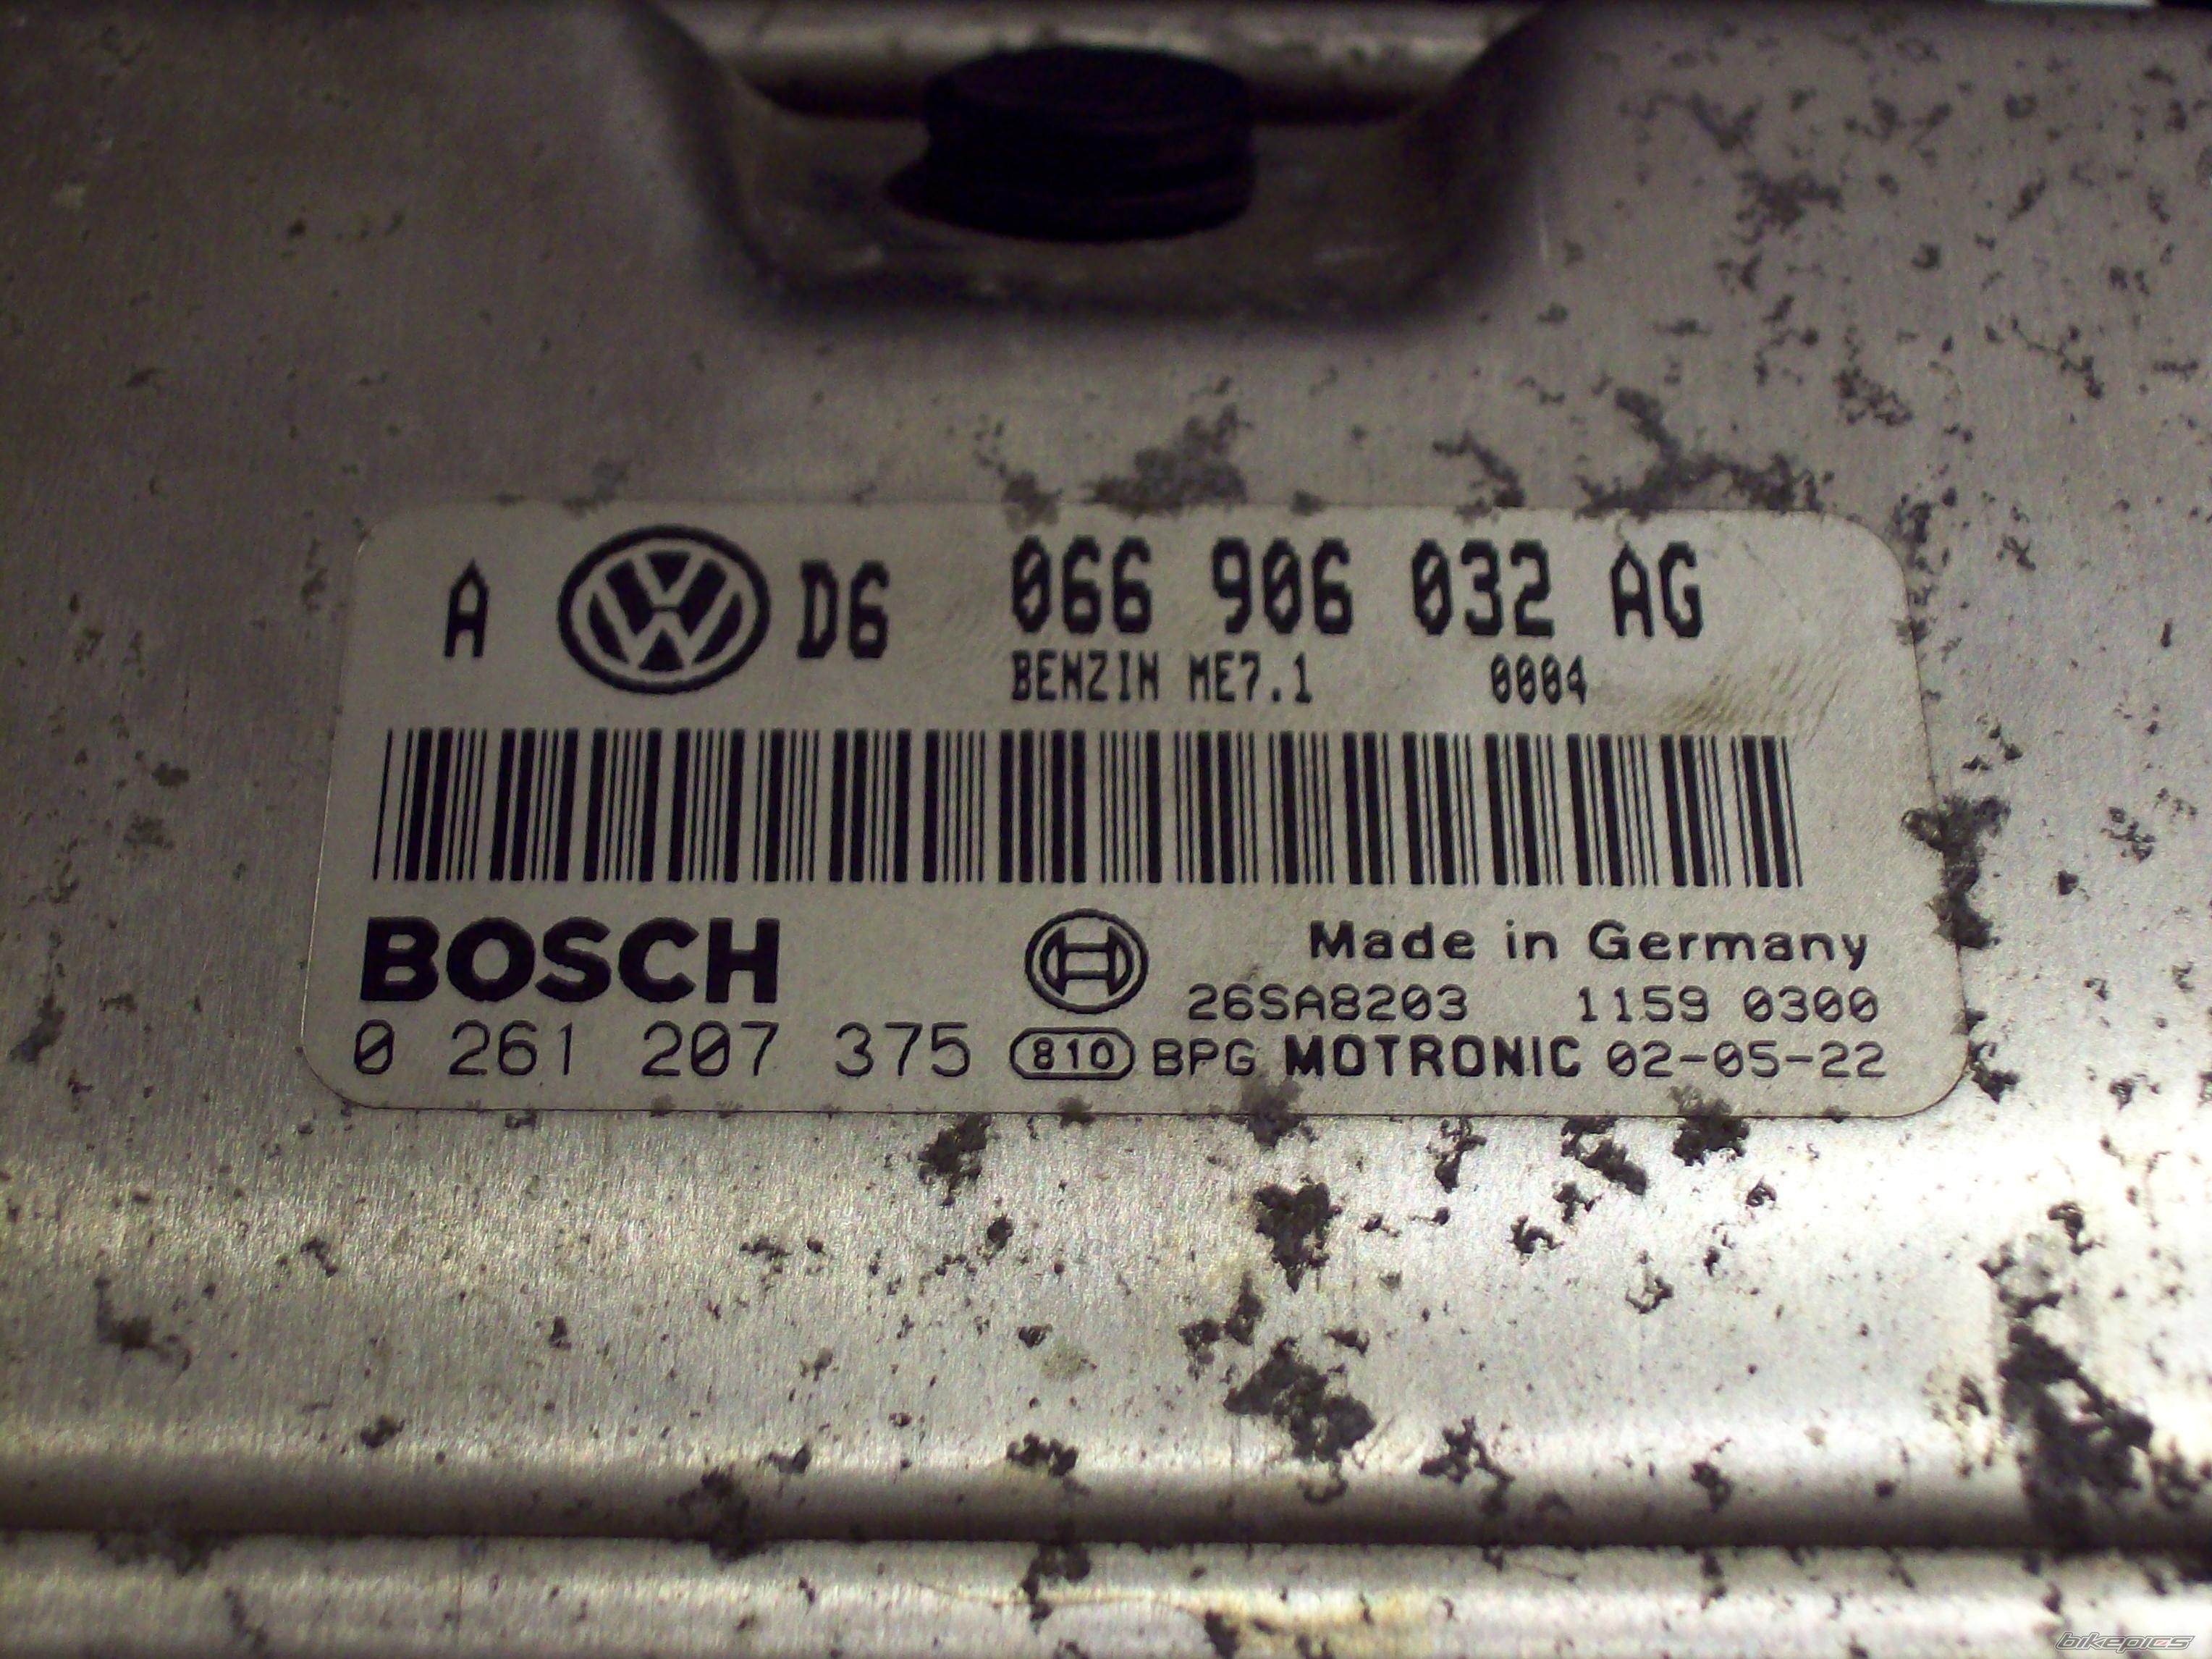 A D6 066 906 032 AG
BENZIN ME7.1 0004
BOSCH Made in Germany
26SA8203 1159 0300
0 261 207 375 810 BPG MOTRONIC 02-05-22
bikepics